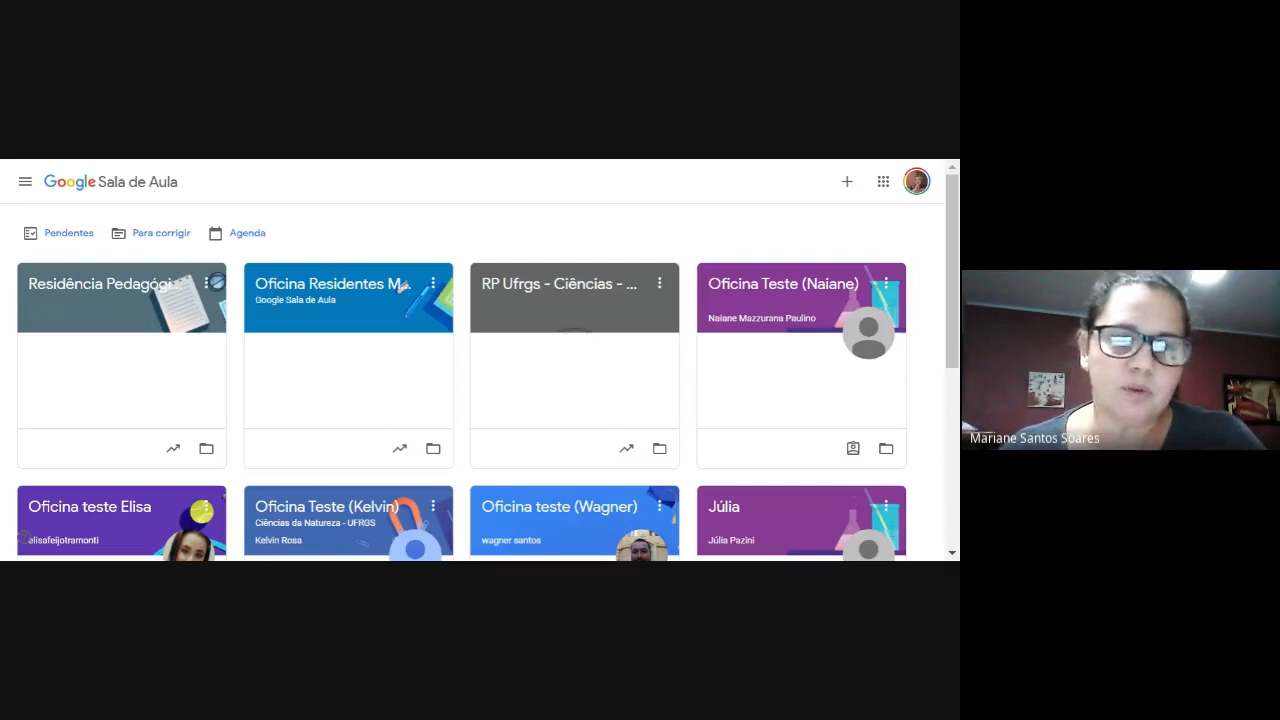 Google Sala de Aula
Pendentes
Para corrigir
Agenda
Residência Pedagógi...
Oficina Residentes M...
Google Sala de Aula
RP Ufrgs - Ciências - ...
Oficina Teste (Naiane)
Naiane Mazzurana Paulino
Oficina teste Elisa
elisafeijotramonti
Oficina Teste (Kelvin)
Ciências da Natureza - UFRGS
Kelvin Rosa
Oficina teste (Wagner)
wagner santos
Júlia
Júlia Pazini
Mariane Santos Soares